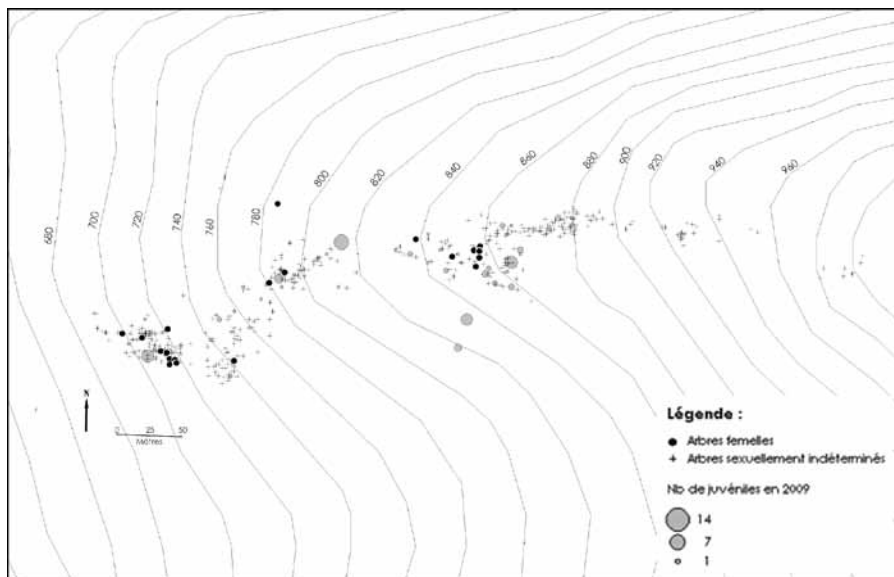 680
700
720
740
760
780
800
820
840
860
880
900
920
940
960
N
0 25 50
Mètres
Légende :
Arbres femelles
Arbres sexuellement indéterminés
Nb de juvéniles en 2009
14
7
1